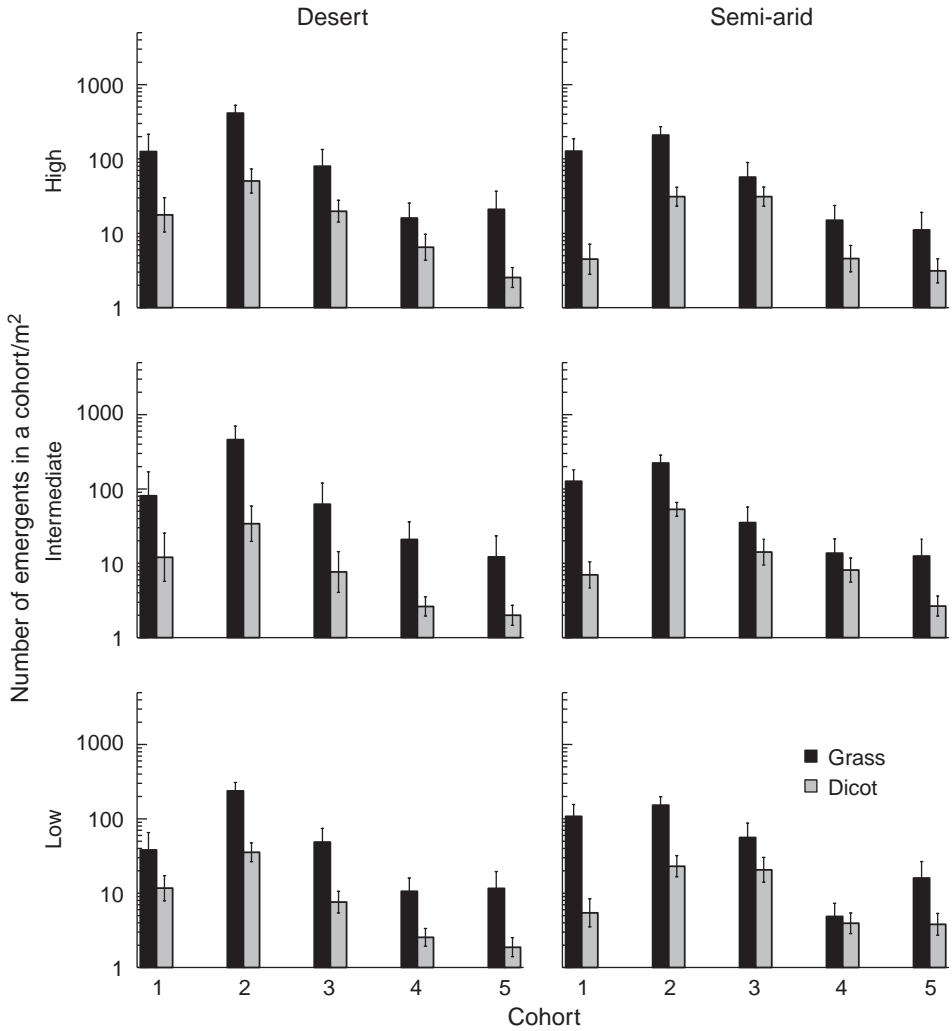 Desert
Semi-arid
Number of emergents in a cohort/m²
High
1000
100
10
1
Intermediate
1000
100
10
1
Low
1000
100
10
1
Grass
Dicot
1 2 3 4 5
1 2 3 4 5
Cohort